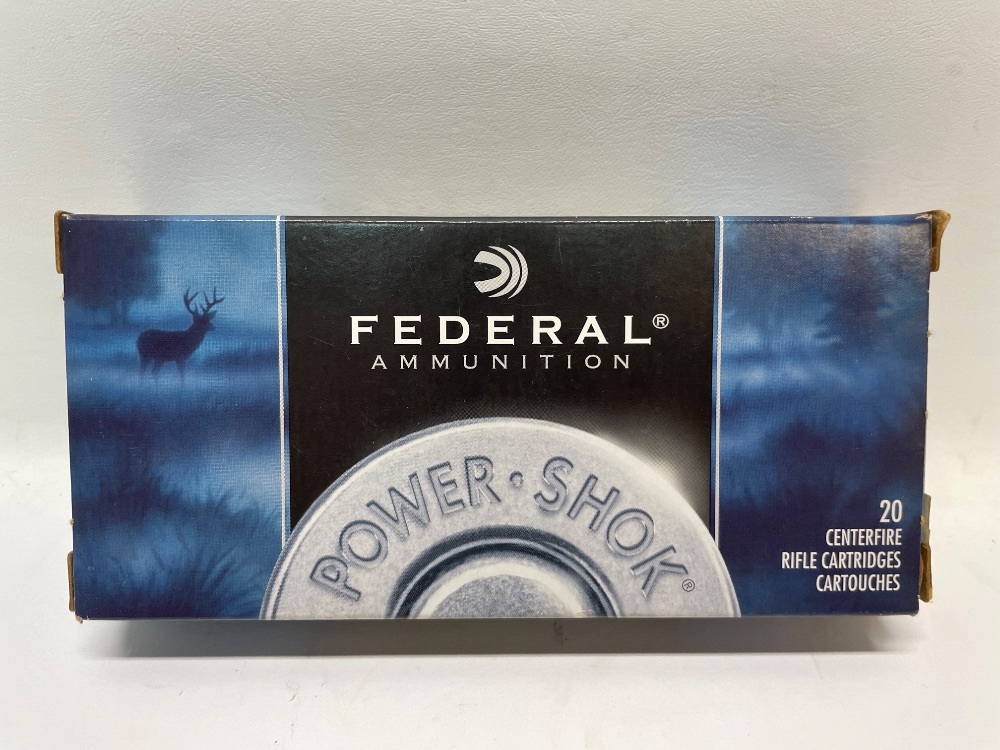 FEDERAL®
AMMUNITION
POWER·SHOK®
20
CENTERFIRE
RIFLE CARTRIDGES
CARTOUCHES